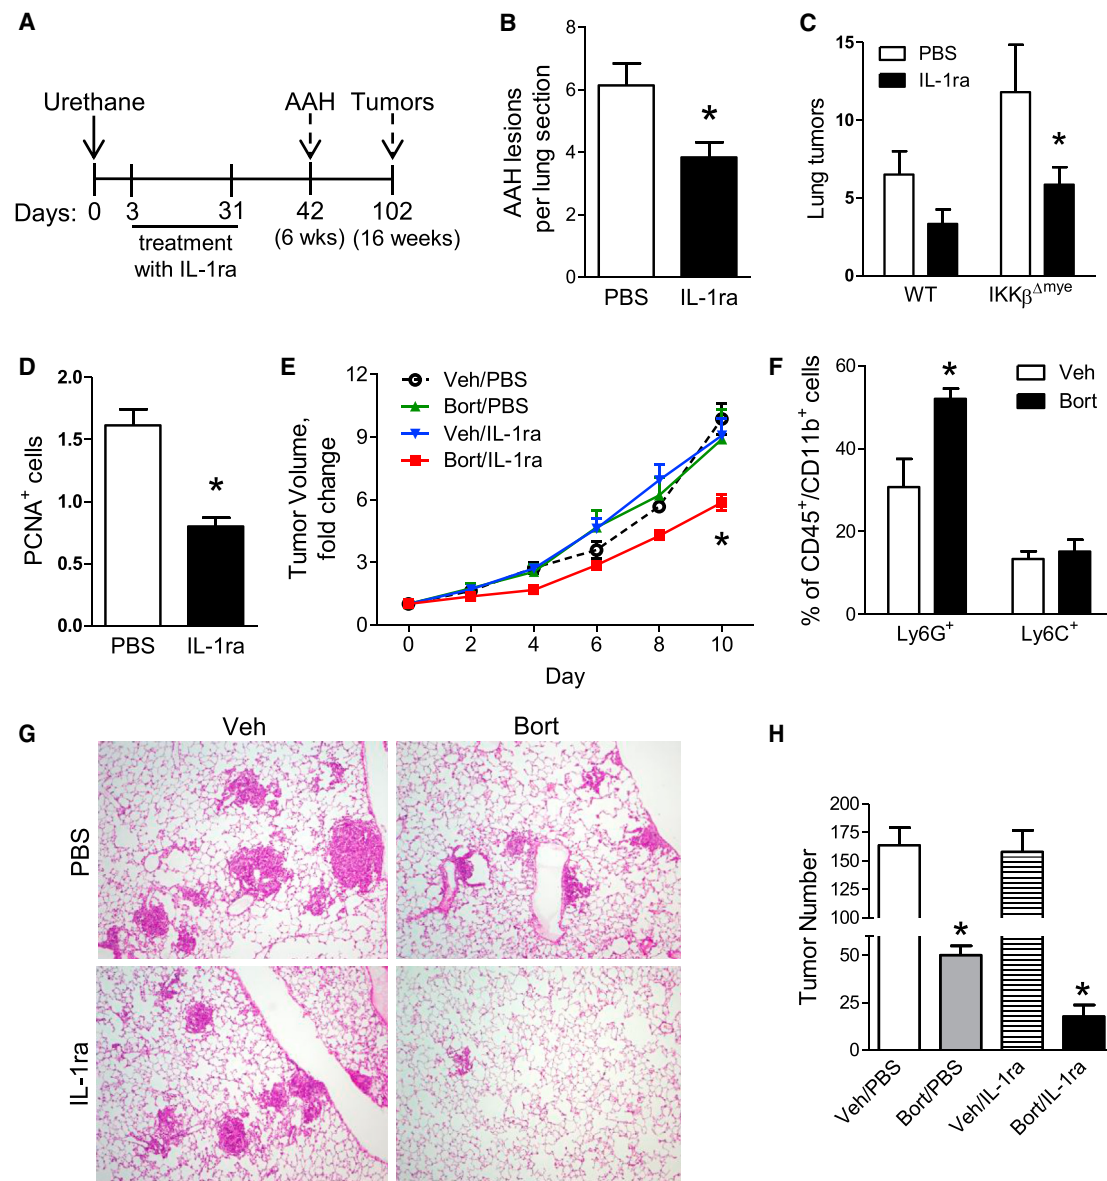 A
Urethane
AAH
Tumors
Days:
0
3
31
42
102
(6 wks)
(16 weeks)
treatment
with IL-1ra
B
AAH lesions
per lung section
8
6
4
2
0
PBS
IL-1ra
*
C
Lung tumors
15
10
5
0
PBS
IL-1ra
*
WT
IKKβΔmye
D
PCNA+ cells
2.0
1.5
1.0
0.5
0.0
*
PBS
IL-1ra
E
Tumor Volume,
fold change
12
9
6
3
0
Veh/PBS
Bort/PBS
Veh/IL-1ra
Bort/IL-1ra
*
0
2
4
6
8
10
Day
F
% of CD45+/CD11b+ cells
60
40
20
0
*
Veh
Bort
Ly6G+
Ly6C+
G
Veh
Bort
PBS
IL-1ra
H
Tumor Number
200
175
150
125
100
50
25
0
*
*
Veh/PBS
Bort/PBS
Veh/IL-1ra
Bort/IL-1ra